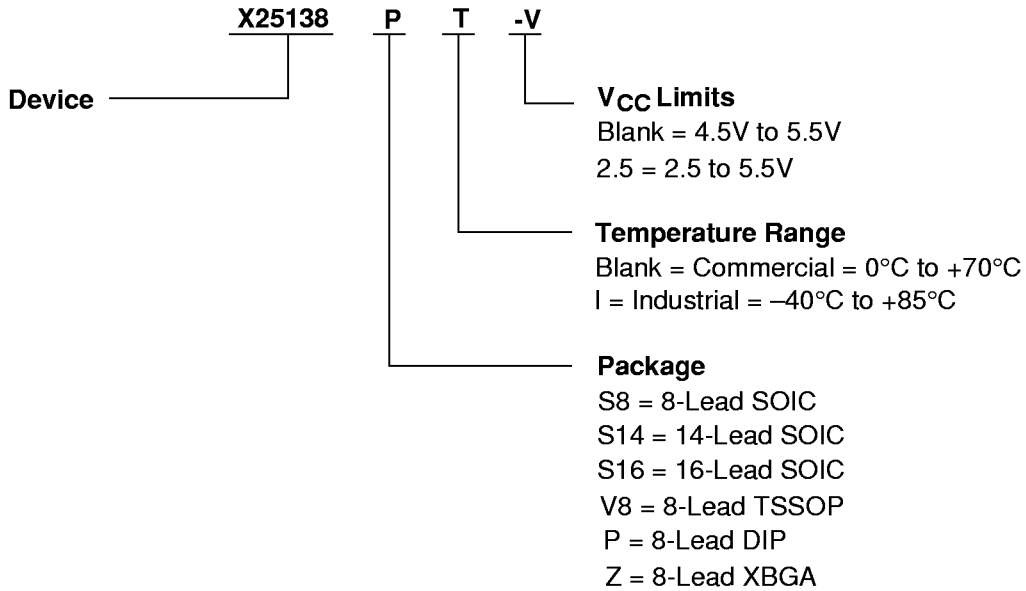 X25138 P T -V
Device
VCC Limits
Blank = 4.5V to 5.5V
2.5 = 2.5 to 5.5V
Temperature Range
Blank = Commercial = 0°C to +70°C
I = Industrial = –40°C to +85°C
Package
S8 = 8-Lead SOIC
S14 = 14-Lead SOIC
S16 = 16-Lead SOIC
V8 = 8-Lead TSSOP
P = 8-Lead DIP
Z = 8-Lead XBGA